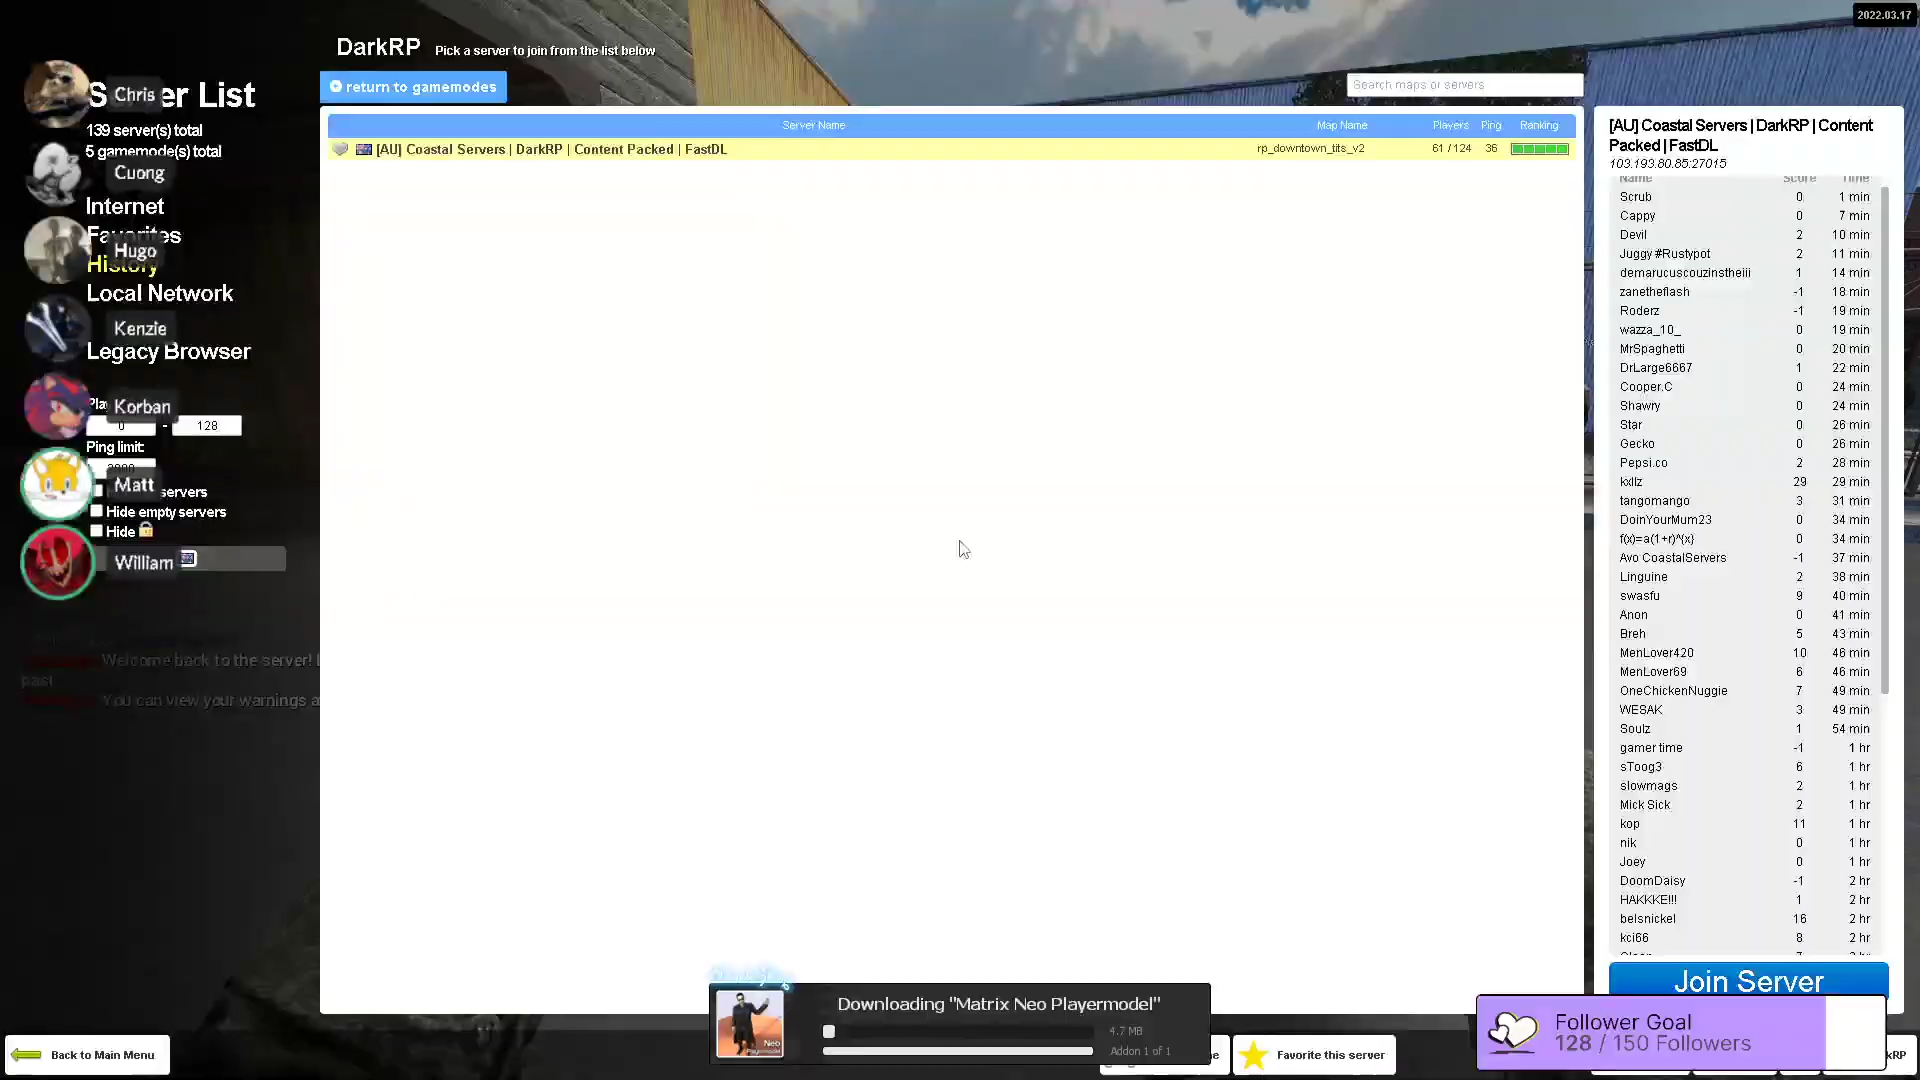 2022.03.17
DarkRP Pick a server to join from the list below
return to gamemodes
Search maps or servers
S er List
Chris
139 server(s) total
5 gamemode(s) total
Cuong
Internet
Favorites
Hugo
History
Local Network
Kenzie
Legacy Browser
Korban
0 - 128
Ping limit:
Matt
servers
Hide empty servers
Hide
William
Welcome back to the server!
past
You can view your warnings a
Server Name Map Name Players Ping Ranking
[AU] Coastal Servers | DarkRP | Content Packed | FastDL rp_downtown_tits_v2 61 / 124 36
[AU] Coastal Servers | DarkRP | Content
Packed | FastDL
103.193.80.85:27015
Name Score Time
Scrub 0 1 min
Cappy 0 7 min
Devil 2 10 min
Juggy #Rustypot 2 11 min
demarucuscouzinstheiii 1 14 min
zanetheflash -1 18 min
Roderz -1 19 min
wazza_10_ 0 19 min
MrSpaghetti 0 20 min
DrLarge6667 1 22 min
Cooper.C 0 24 min
Shawry 0 24 min
Star 0 26 min
Gecko 0 26 min
Pepsi.co 2 28 min
kxllz 29 29 min
tangomango 3 31 min
DoinYourMum23 0 34 min
f(x)=a(1+r)^{x} 0 34 min
Avo CoastalServers -1 37 min
Linguine 2 38 min
swasfu 9 40 min
Anon 0 41 min
Breh 5 43 min
MenLover420 10 46 min
MenLover69 6 46 min
OneChickenNuggie 7 49 min
WESAK 3 49 min
Soulz 1 54 min
gamer time -1 1 hr
sToog3 6 1 hr
slowmags 2 1 hr
Mick Sick 2 1 hr
kop 11 1 hr
nik 0 1 hr
Joey 0 1 hr
DoomDaisy -1 2 hr
HAKKKE!!! 1 2 hr
belsnickel 16 2 hr
kci66 8 2 hr
Join Server
Downloading "Matrix Neo Playermodel"
4.7 MB
Addon 1 of 1
Neo
Playermodel
Follower Goal
128 / 150 Followers
Back to Main Menu
Favorite this server
kRP